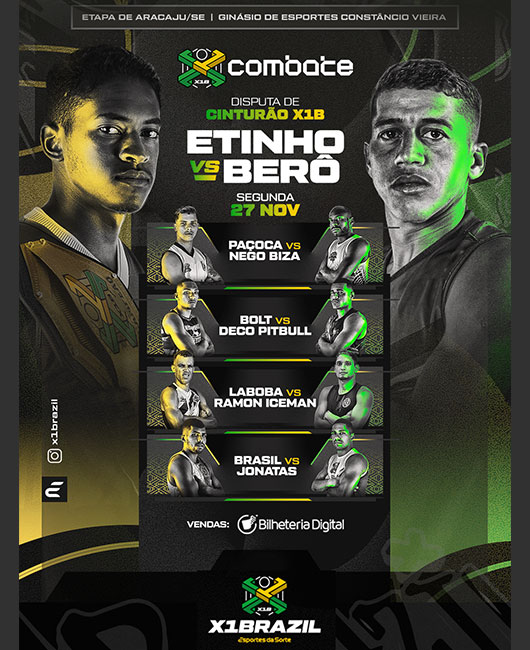 ETAPA DE ARACAJU/SE | GINÁSIO DE ESPORTES CONSTÂNCIO VIEIRA
X1B
combate
DISPUTA DE
CINTURÃO X1B
ETINHO
VS BERÔ
SEGUNDA
27 NOV
PAÇOCA VS
NEGO BIZA
BOLT VS
DECO PITBULL
LABOBA VS
RAMON ICEMAN
BRASIL VS
JONATAS
x1brazil
VENDAS: Bilheteria Digital
X1B
X1BRAZIL
Esportes da Sorte